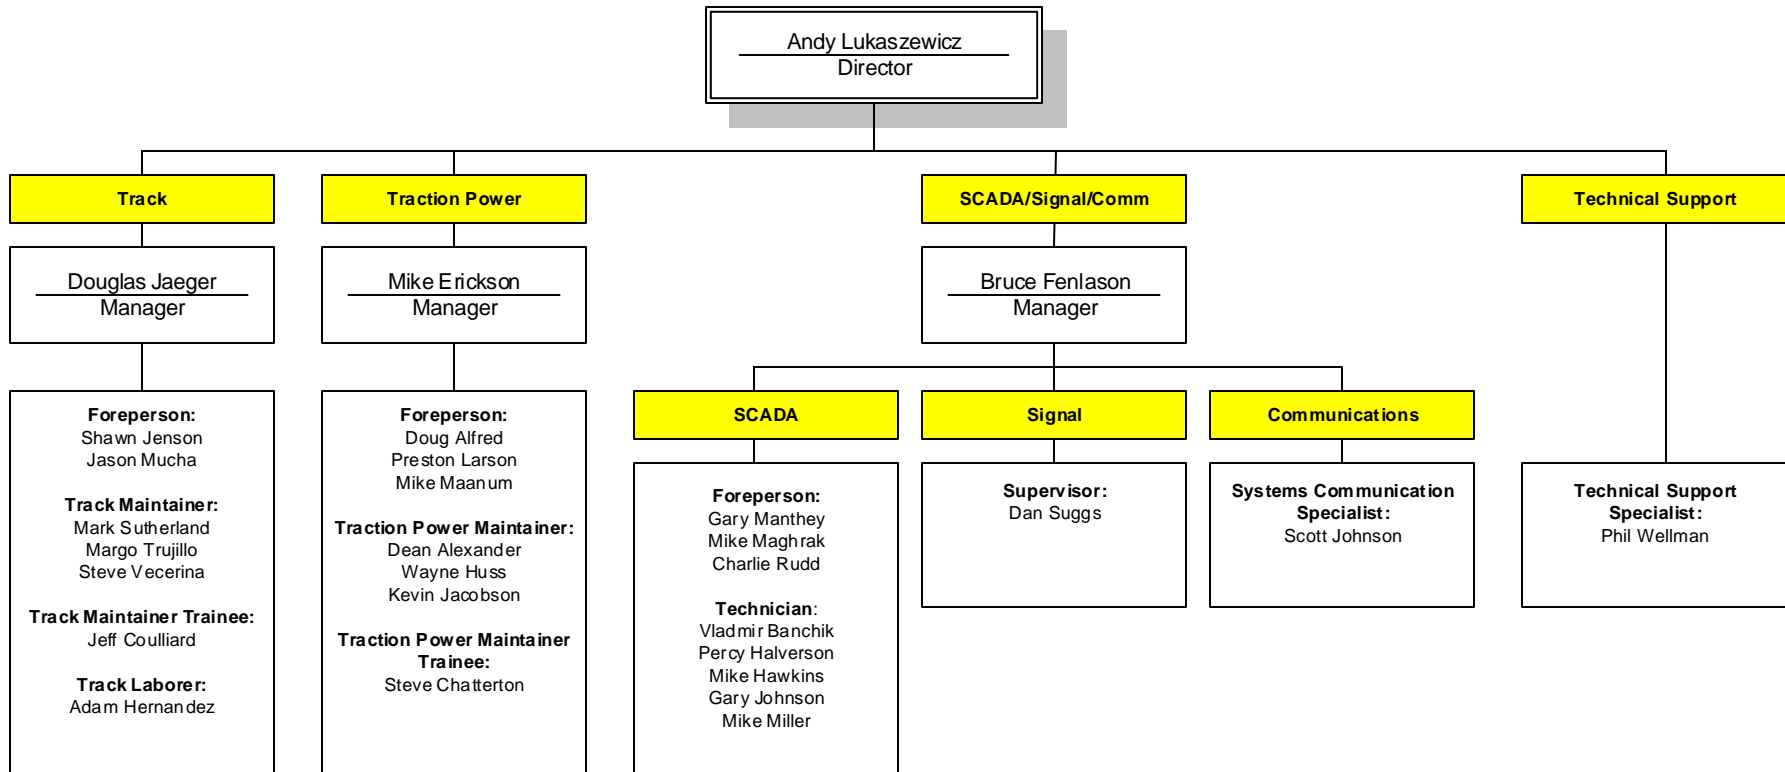 Andy Lukaszewicz
Director
Track
Traction Power
SCADA/Signal/Comm
Technical Support
Douglas Jaeger
Manager
Mike Erickson
Manager
Bruce Fenlason
Manager
Foreperson:
Shawn Jenson
Jason Mucha
Track Maintainer:
Mark Sutherland
Margo Trujillo
Steve Vecerina
Track Maintainer Trainee:
Jeff Coulliard
Track Laborer:
Adam Hernandez
Foreperson:
Doug Alfred
Preston Larson
Mike Maanum
Traction Power Maintainer:
Dean Alexander
Wayne Huss
Kevin Jacobson
Traction Power Maintainer
Trainee:
Steve Chatterton
SCADA
Foreperson:
Gary Manthey
Mike Maghrak
Charlie Rudd
Technician:
Vladmir Banchik
Percy Halverson
Mike Hawkins
Gary Johnson
Mike Miller
Signal
Supervisor:
Dan Suggs
Communications
Systems Communication
Specialist:
Scott Johnson
Technical Support
Specialist:
Phil Wellman